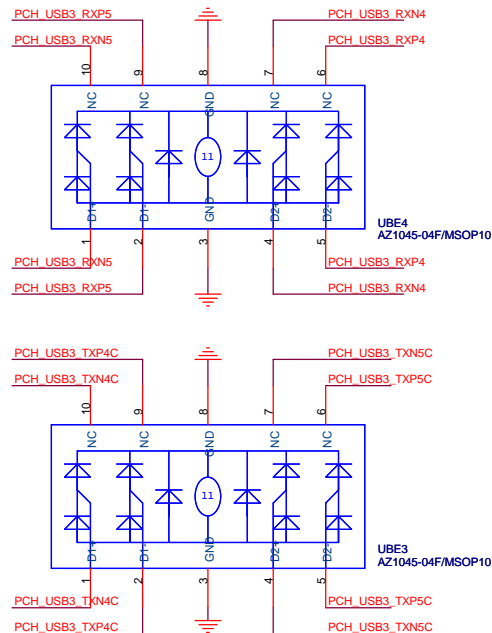 PCH_USB3_RXP5 PCH_USB3_RXN4
PCH_USB3_RXN5 PCH_USB3_RXP4
10 9 8 7 6
NC NC GND NC NC
11
D1+ D1- GND D2+ D2-
UBE4
AZ1045-04F/MSOP10
1 2 3 4 5
PCH_USB3_RXN5 PCH_USB3_RXP4
PCH_USB3_RXP5 PCH_USB3_RXN4
PCH_USB3_TXP4C PCH_USB3_TXN5C
PCH_USB3_TXN4C PCH_USB3_TXP5C
10 9 8 7 6
NC NC GND NC NC
11
D1+ D1- GND D2+ D2-
UBE3
AZ1045-04F/MSOP10
1 2 3 4 5
PCH_USB3_TXN4C PCH_USB3_TXP5C
PCH_USB3_TXP4C PCH_USB3_TXN5C